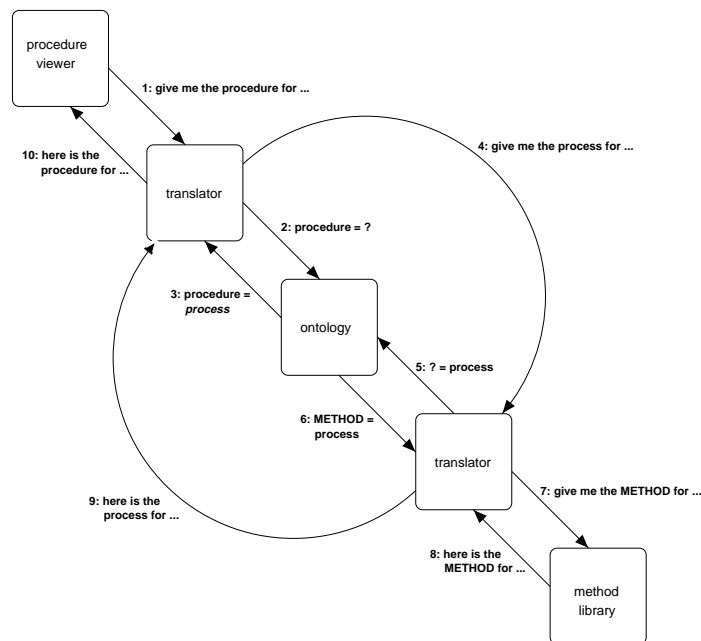 procedure
viewer
1: give me the procedure for ...
10: here is the
procedure for ...
4: give me the process for ...
translator
2: procedure = ?
3: procedure =
process
ontology
5: ? = process
6: METHOD =
process
translator
9: here is the
process for ...
7: give me the METHOD for ...
8: here is the
METHOD for ...
method
library